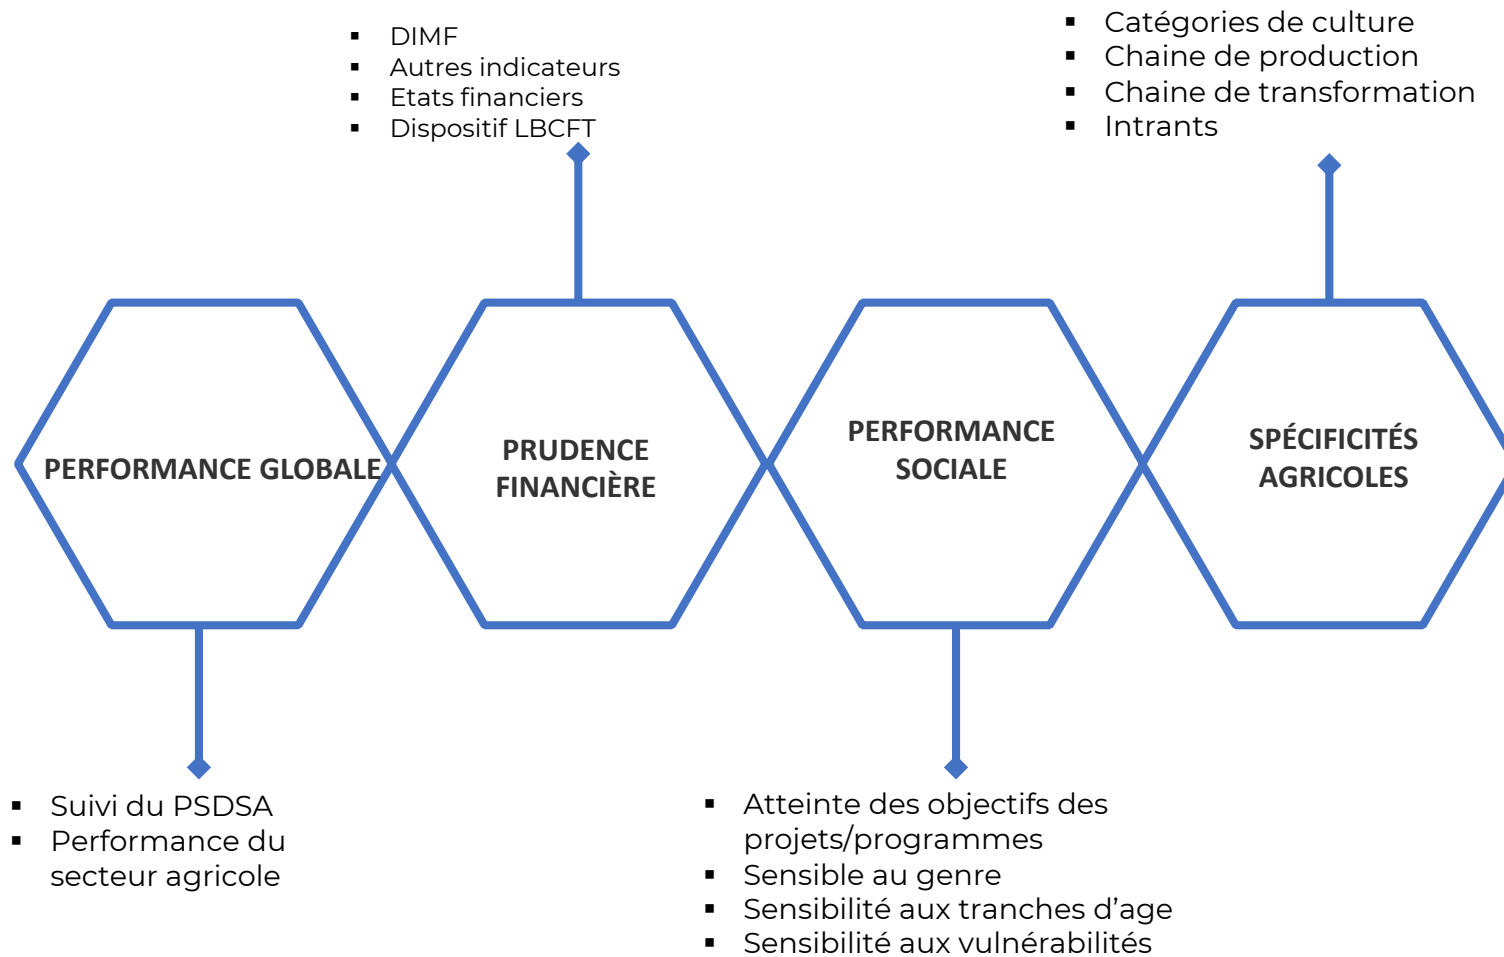 ▪ DIMF
▪ Autres indicateurs
▪ Etats financiers
▪ Dispositif LBCFT
▪ Catégories de culture
▪ Chaine de production
▪ Chaine de transformation
▪ Intrants
PERFORMANCE GLOBALE
PRUDENCE
FINANCIÈRE
PERFORMANCE
SOCIALE
SPÉCIFICITÉS
AGRICOLES
▪ Suivi du PSDSA
▪ Performance du
secteur agricole
▪ Atteinte des objectifs des
projets/programmes
▪ Sensible au genre
▪ Sensibilité aux tranches d’age
▪ Sensibilité aux vulnérabilités